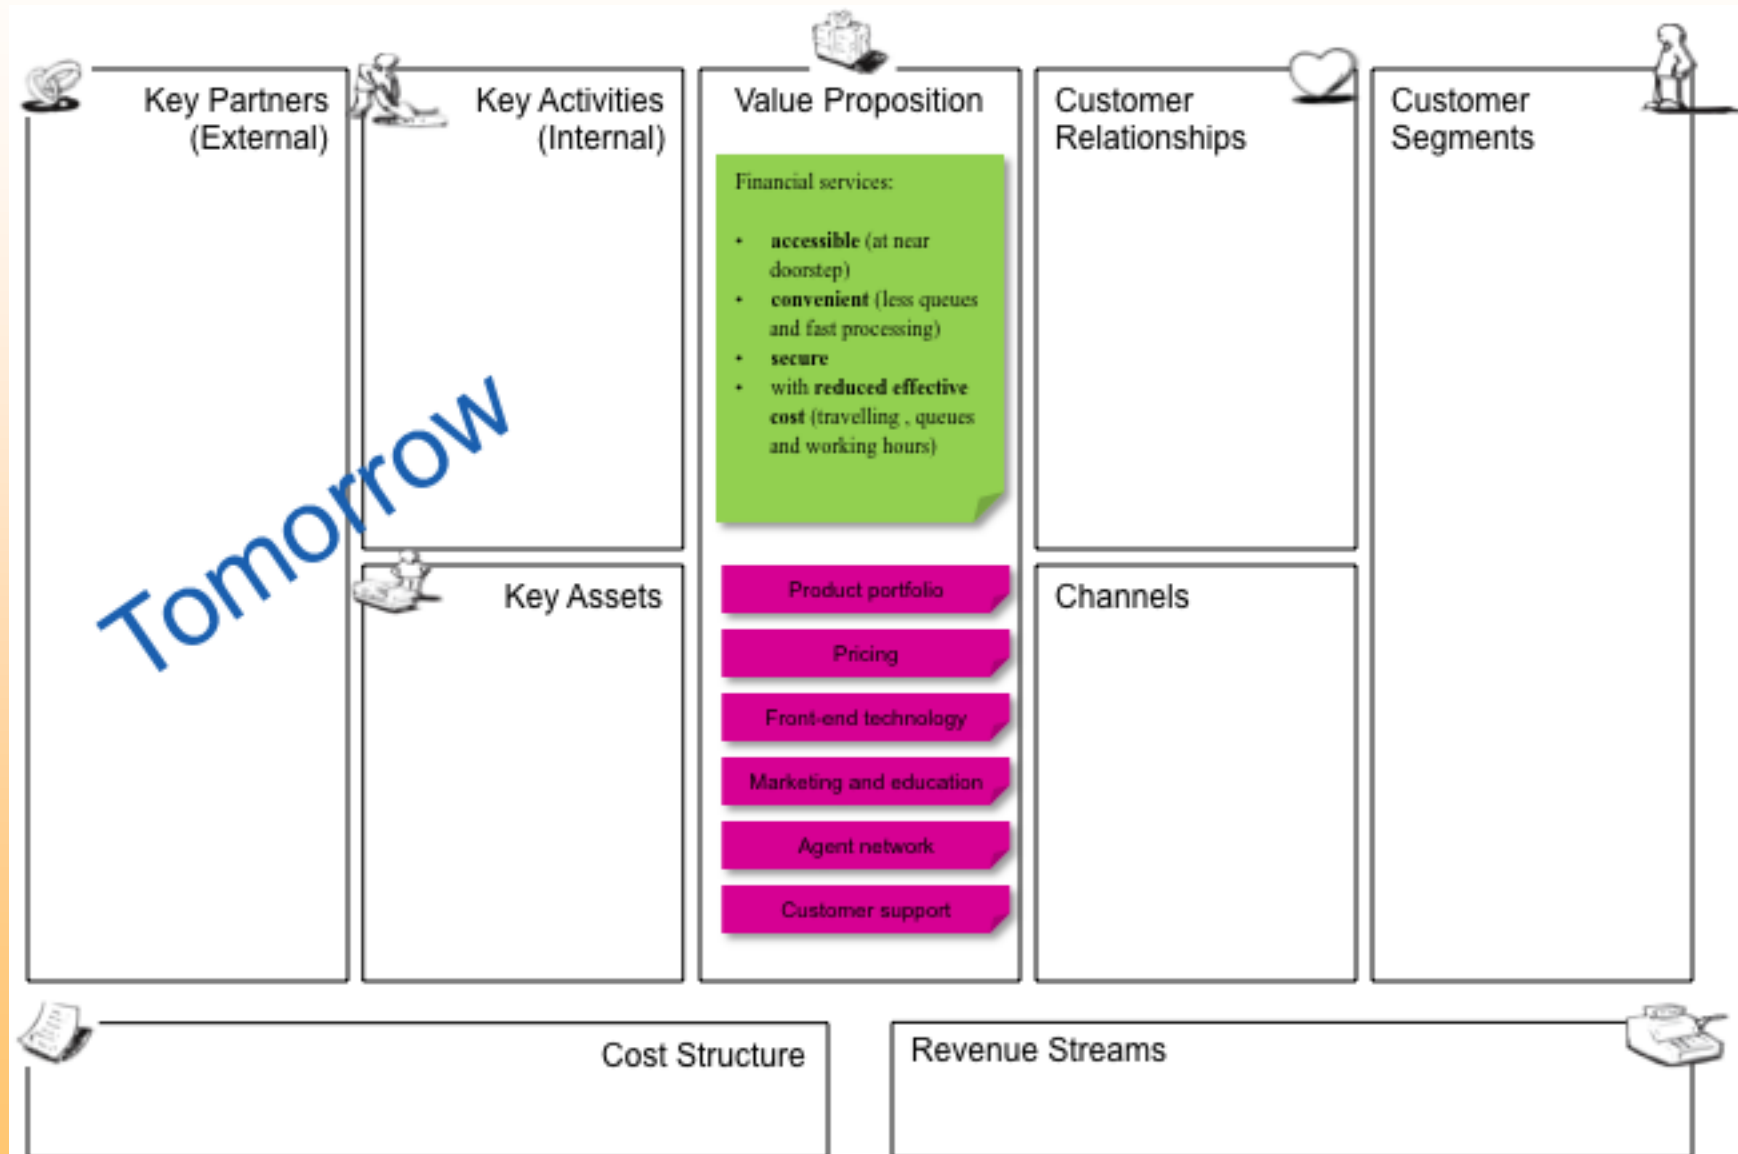 Key Partners
(External)
Key Activities
(Internal)
Value Proposition
Customer
Relationships
Customer
Segments
Financial services:
• accessible (at near
doorstep)
• convenient (less queues
and fast processing)
• secure
• with reduced effective
cost (travelling , queues
and working hours)
Tomorrow
Key Assets
Product portfolio
Pricing
Front-end technology
Marketing and education
Agent network
Customer support
Channels
Cost Structure
Revenue Streams